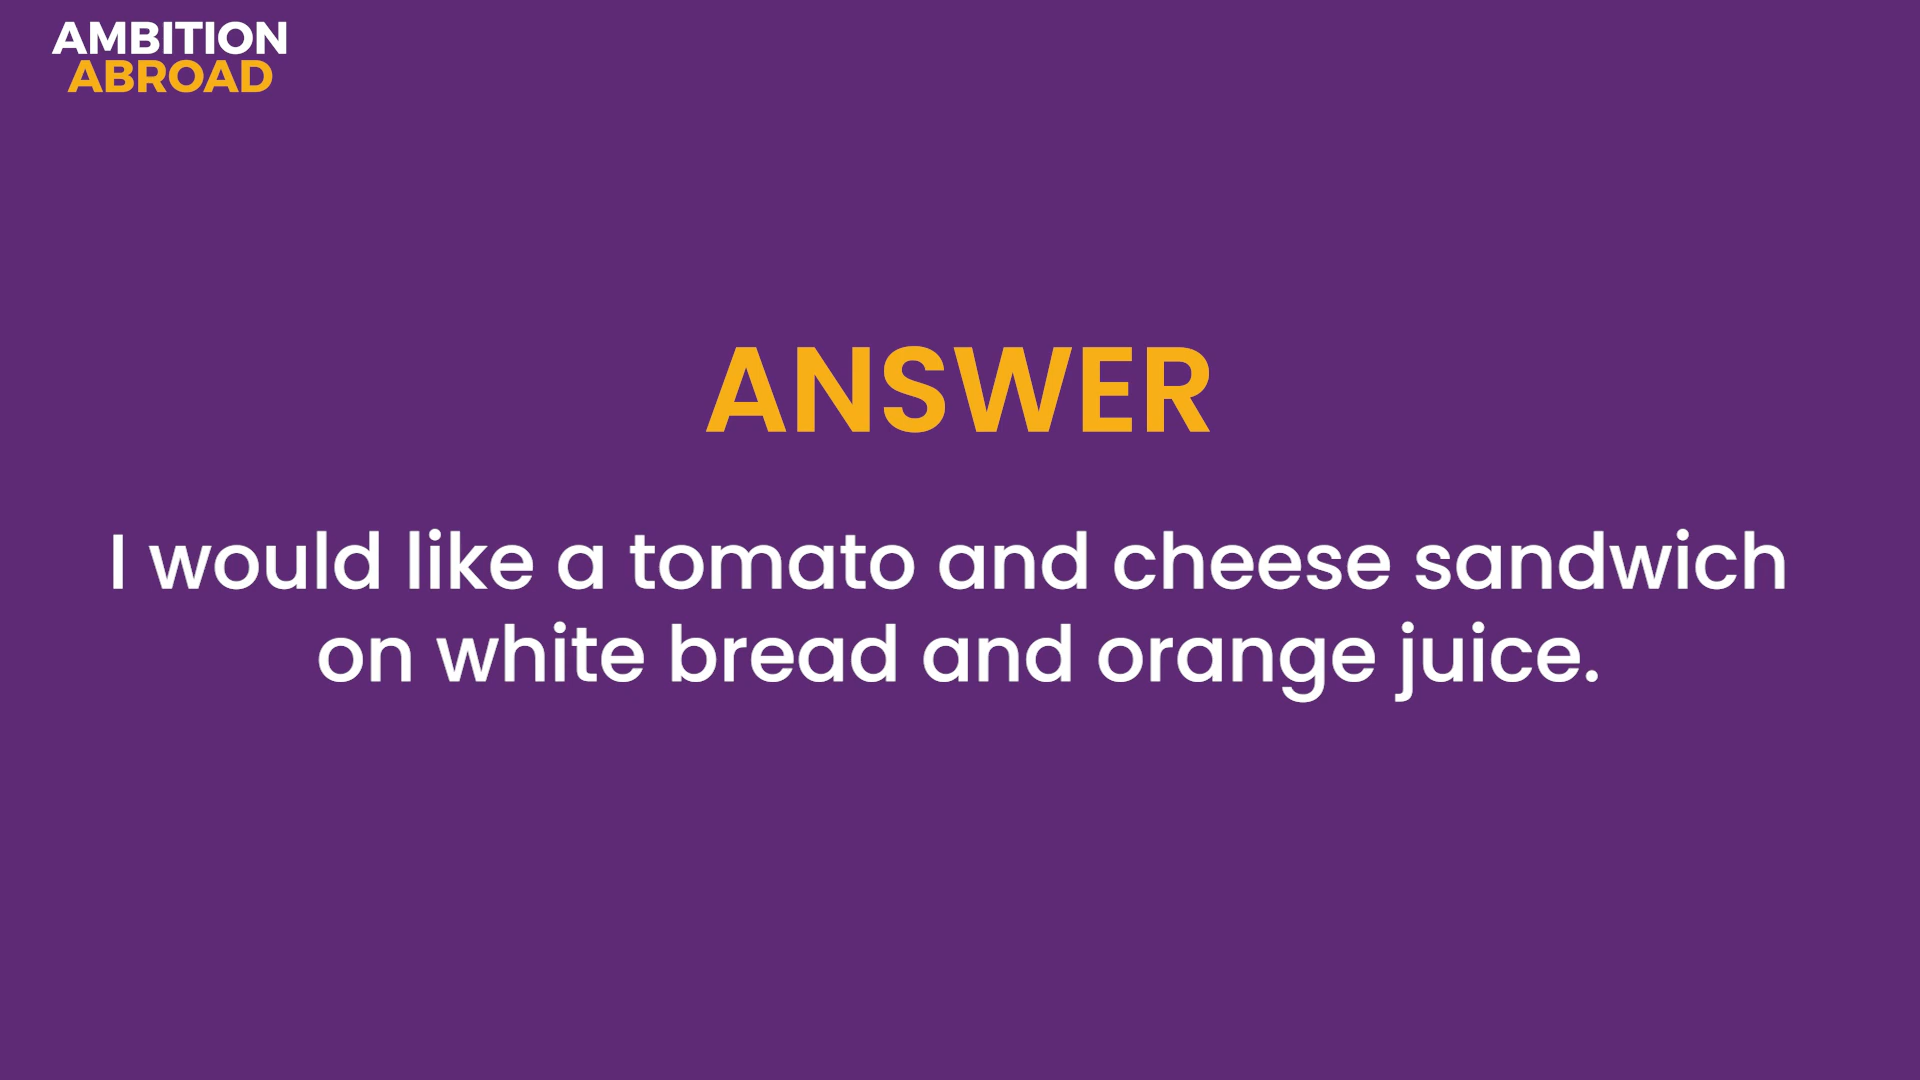 AMBITION
ABROAD
ANSWER
I would like a tomato and cheese sandwich
on white bread and orange juice.